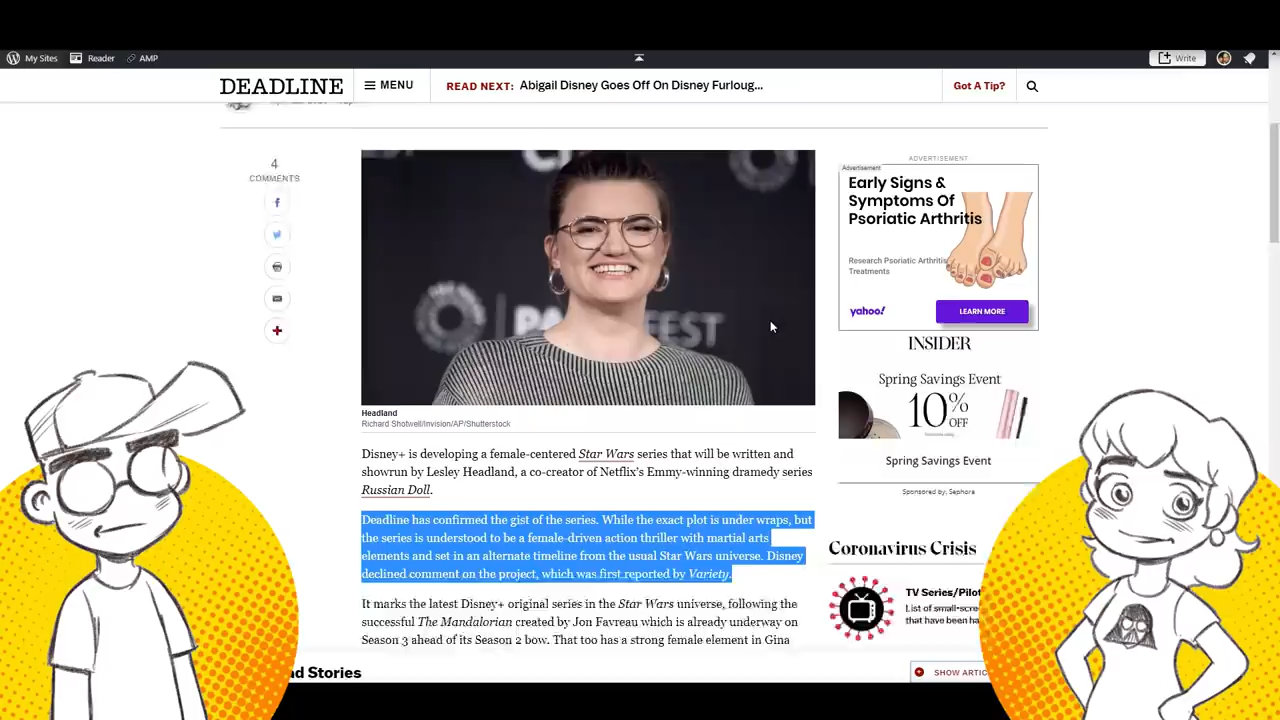 My Sites
Reader
AMP
Write
DEADLINE
MENU
READ NEXT: Abigail Disney Goes Off On Disney Furloug...
Got A Tip?
4
COMMENTS
Headland
Richard Shotwell/Invision/AP/Shutterstock
Disney+ is developing a female-centered Star Wars series that will be written and
showrun by Lesley Headland, a co-creator of Netflix's Emmy-winning dramedy series
Russian Doll.
Deadline has confirmed the gist of the series. While the exact plot is under wraps, but
the series is understood to be a female-driven action thriller with martial arts
elements and set in an alternate timeline from the usual Star Wars universe. Disney
declined comment on the project, which was first reported by Variety.
It marks the latest Disney+ original series in the Star Wars universe, following the
successful The Mandalorian created by Jon Favreau which is already underway on
Season 3 ahead of its Season 2 bow. That too has a strong female element in Gina
d Stories
ADVERTISEMENT
Advertisement
Early Signs &
Symptoms Of
Psoriatic Arthritis
Research Psoriatic Arthritis
Treatments
yahoo!
LEARN MORE
INSIDER
Spring Savings Event
10%
OFF
Spring Savings Event
Sponsored by: Sephora
Coronavirus Crisis
TV Series/Pilot
List of small-scre
that have been ha
SHOW ARTIC